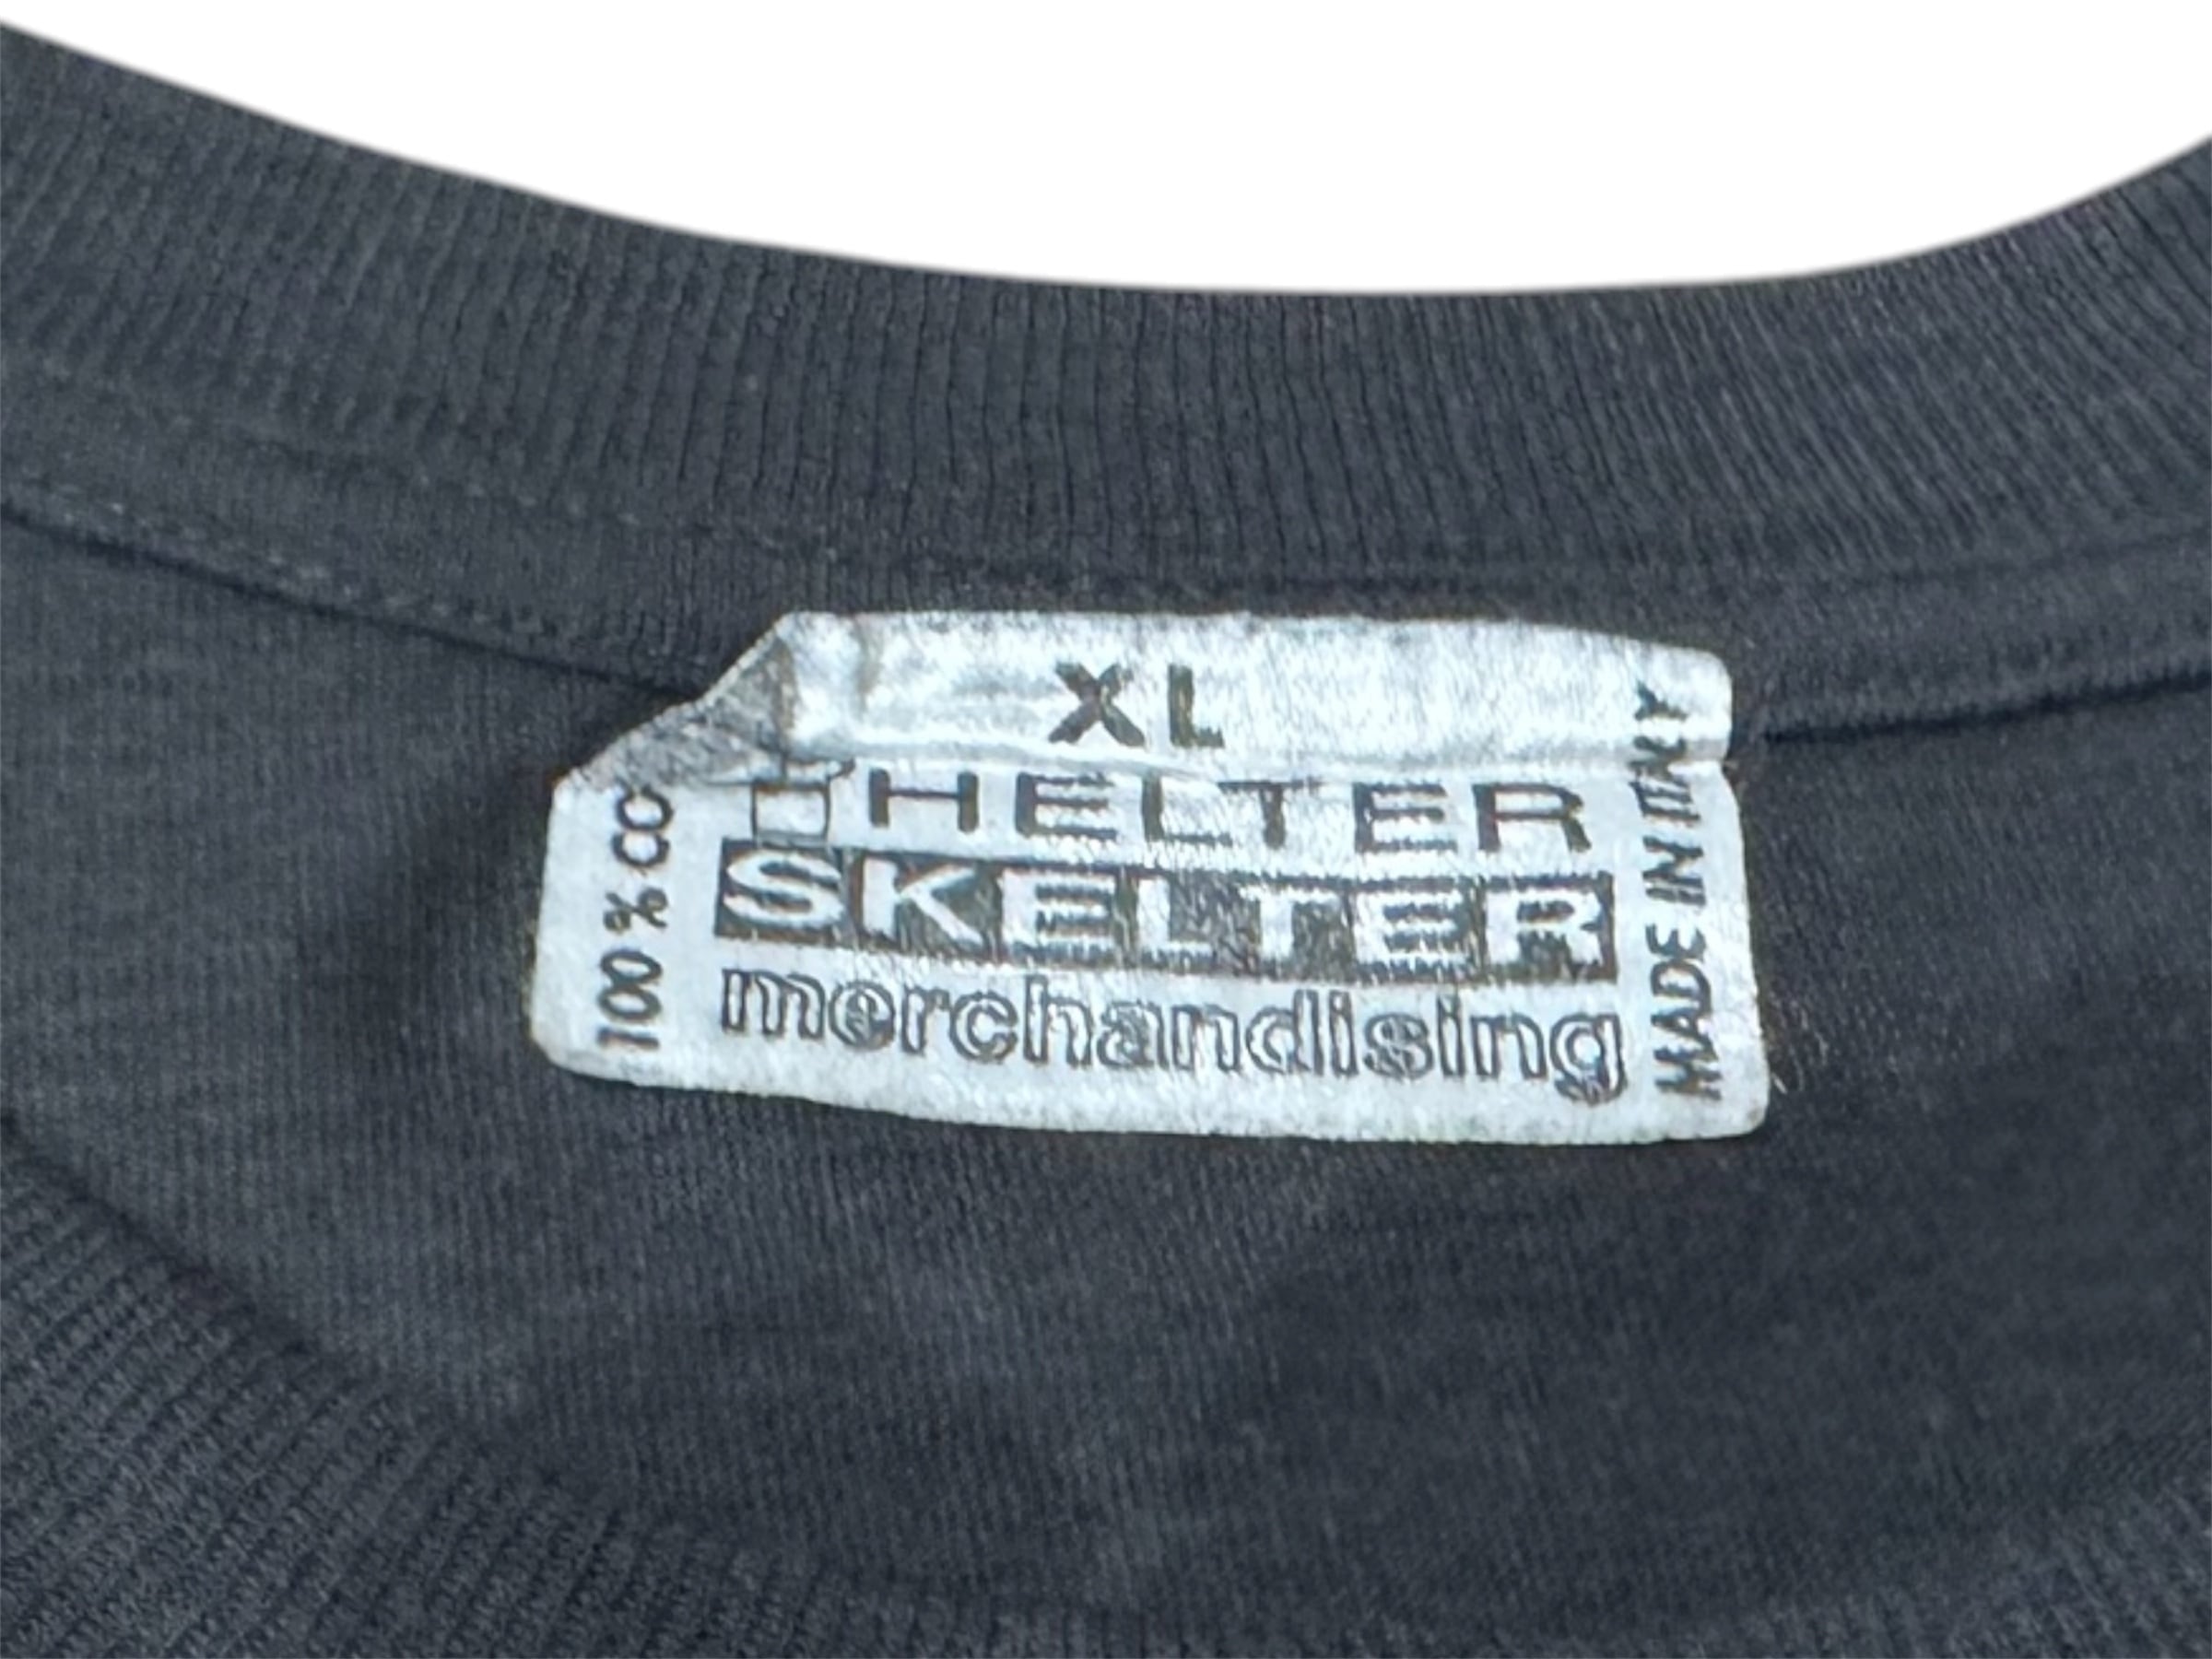 XL
HELTER
SKELTER
merchandising
100 % CO
MADE IN ITALY